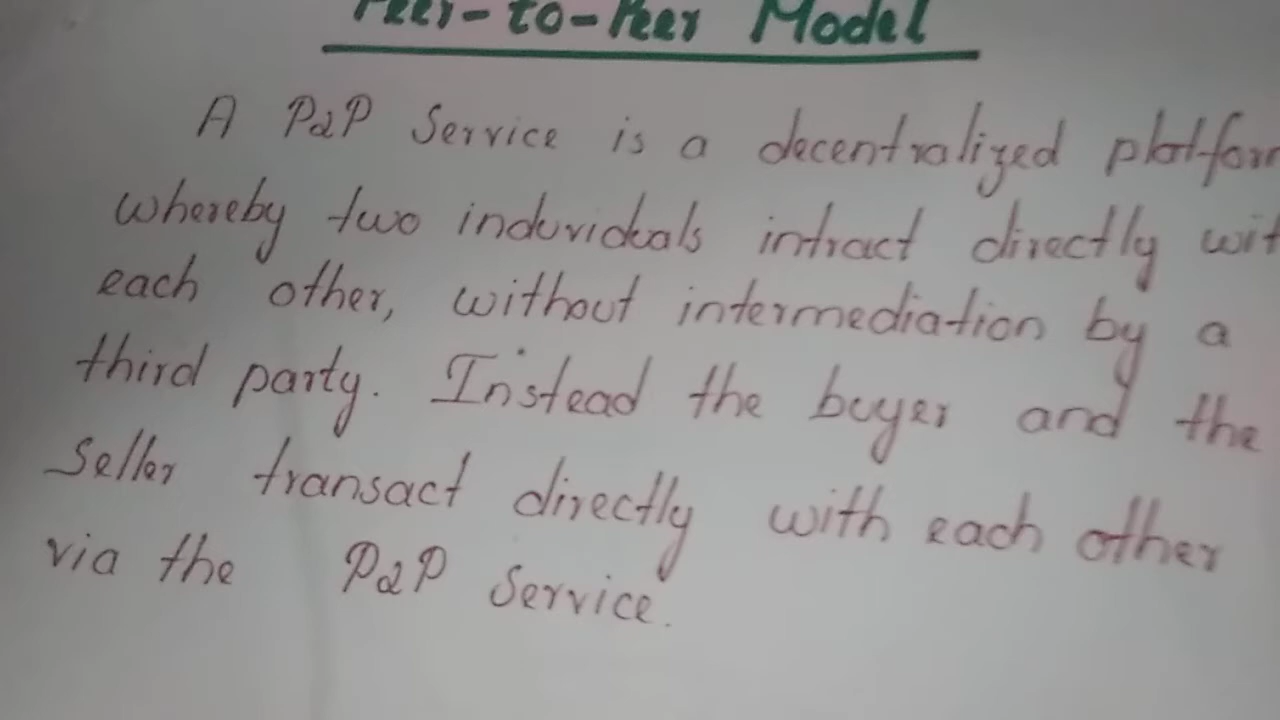 Peer-to-Peer Model
A P2P Service is a decentralized platform
whereby two induviduals intract directly wit
each other, without intermediation by a
third party. Instead the buyer and the
Seller transact directly with each other
via the P2P Service.